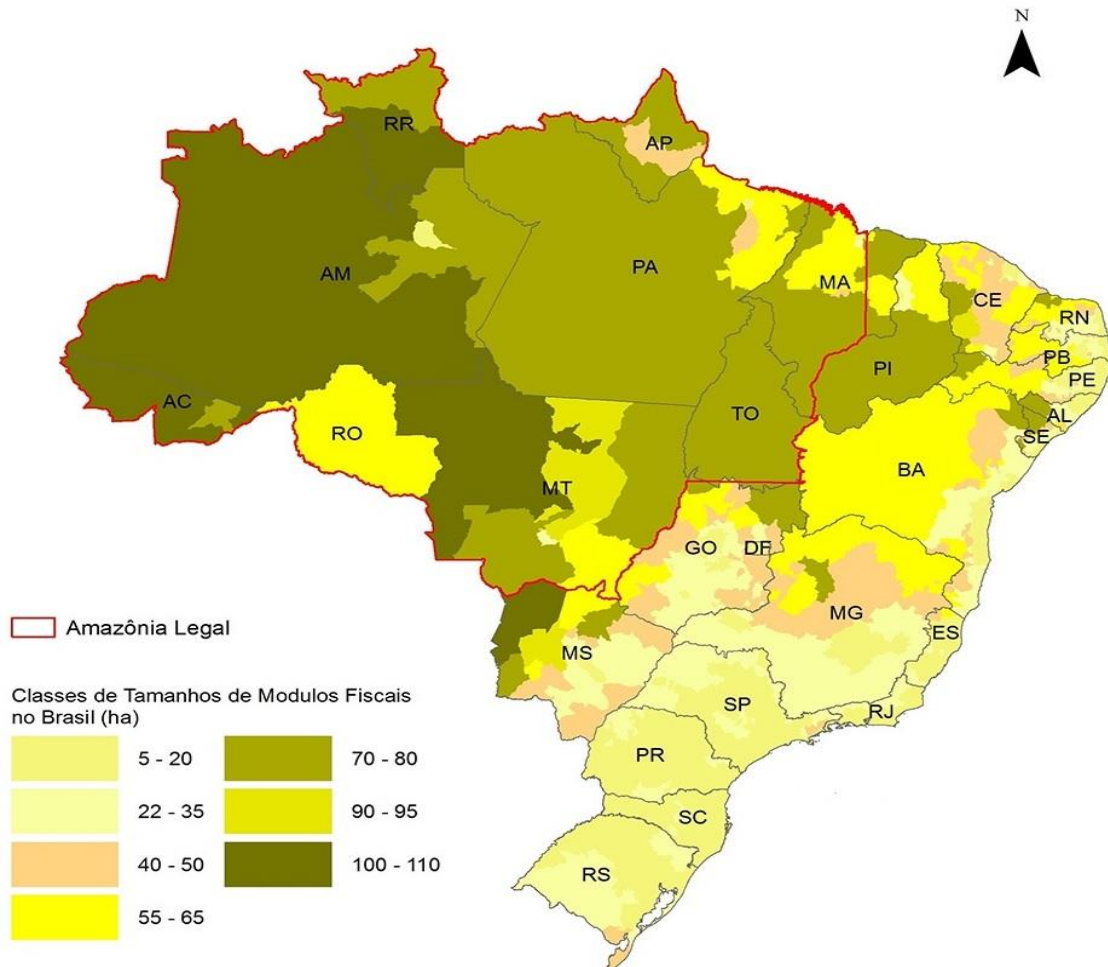 N
RR
AP
AM
PA
MA
CE
RN
PB
PE
PI
AL
SE
AC
TO
RO
BA
MT
GO
DF
MG
ES
MS
SP
RJ
PR
SC
RS
Amazônia Legal
Classes de Tamanhos de Modulos Fiscais
no Brasil (ha)
5 - 20
70 - 80
22 - 35
90 - 95
40 - 50
100 - 110
55 - 65